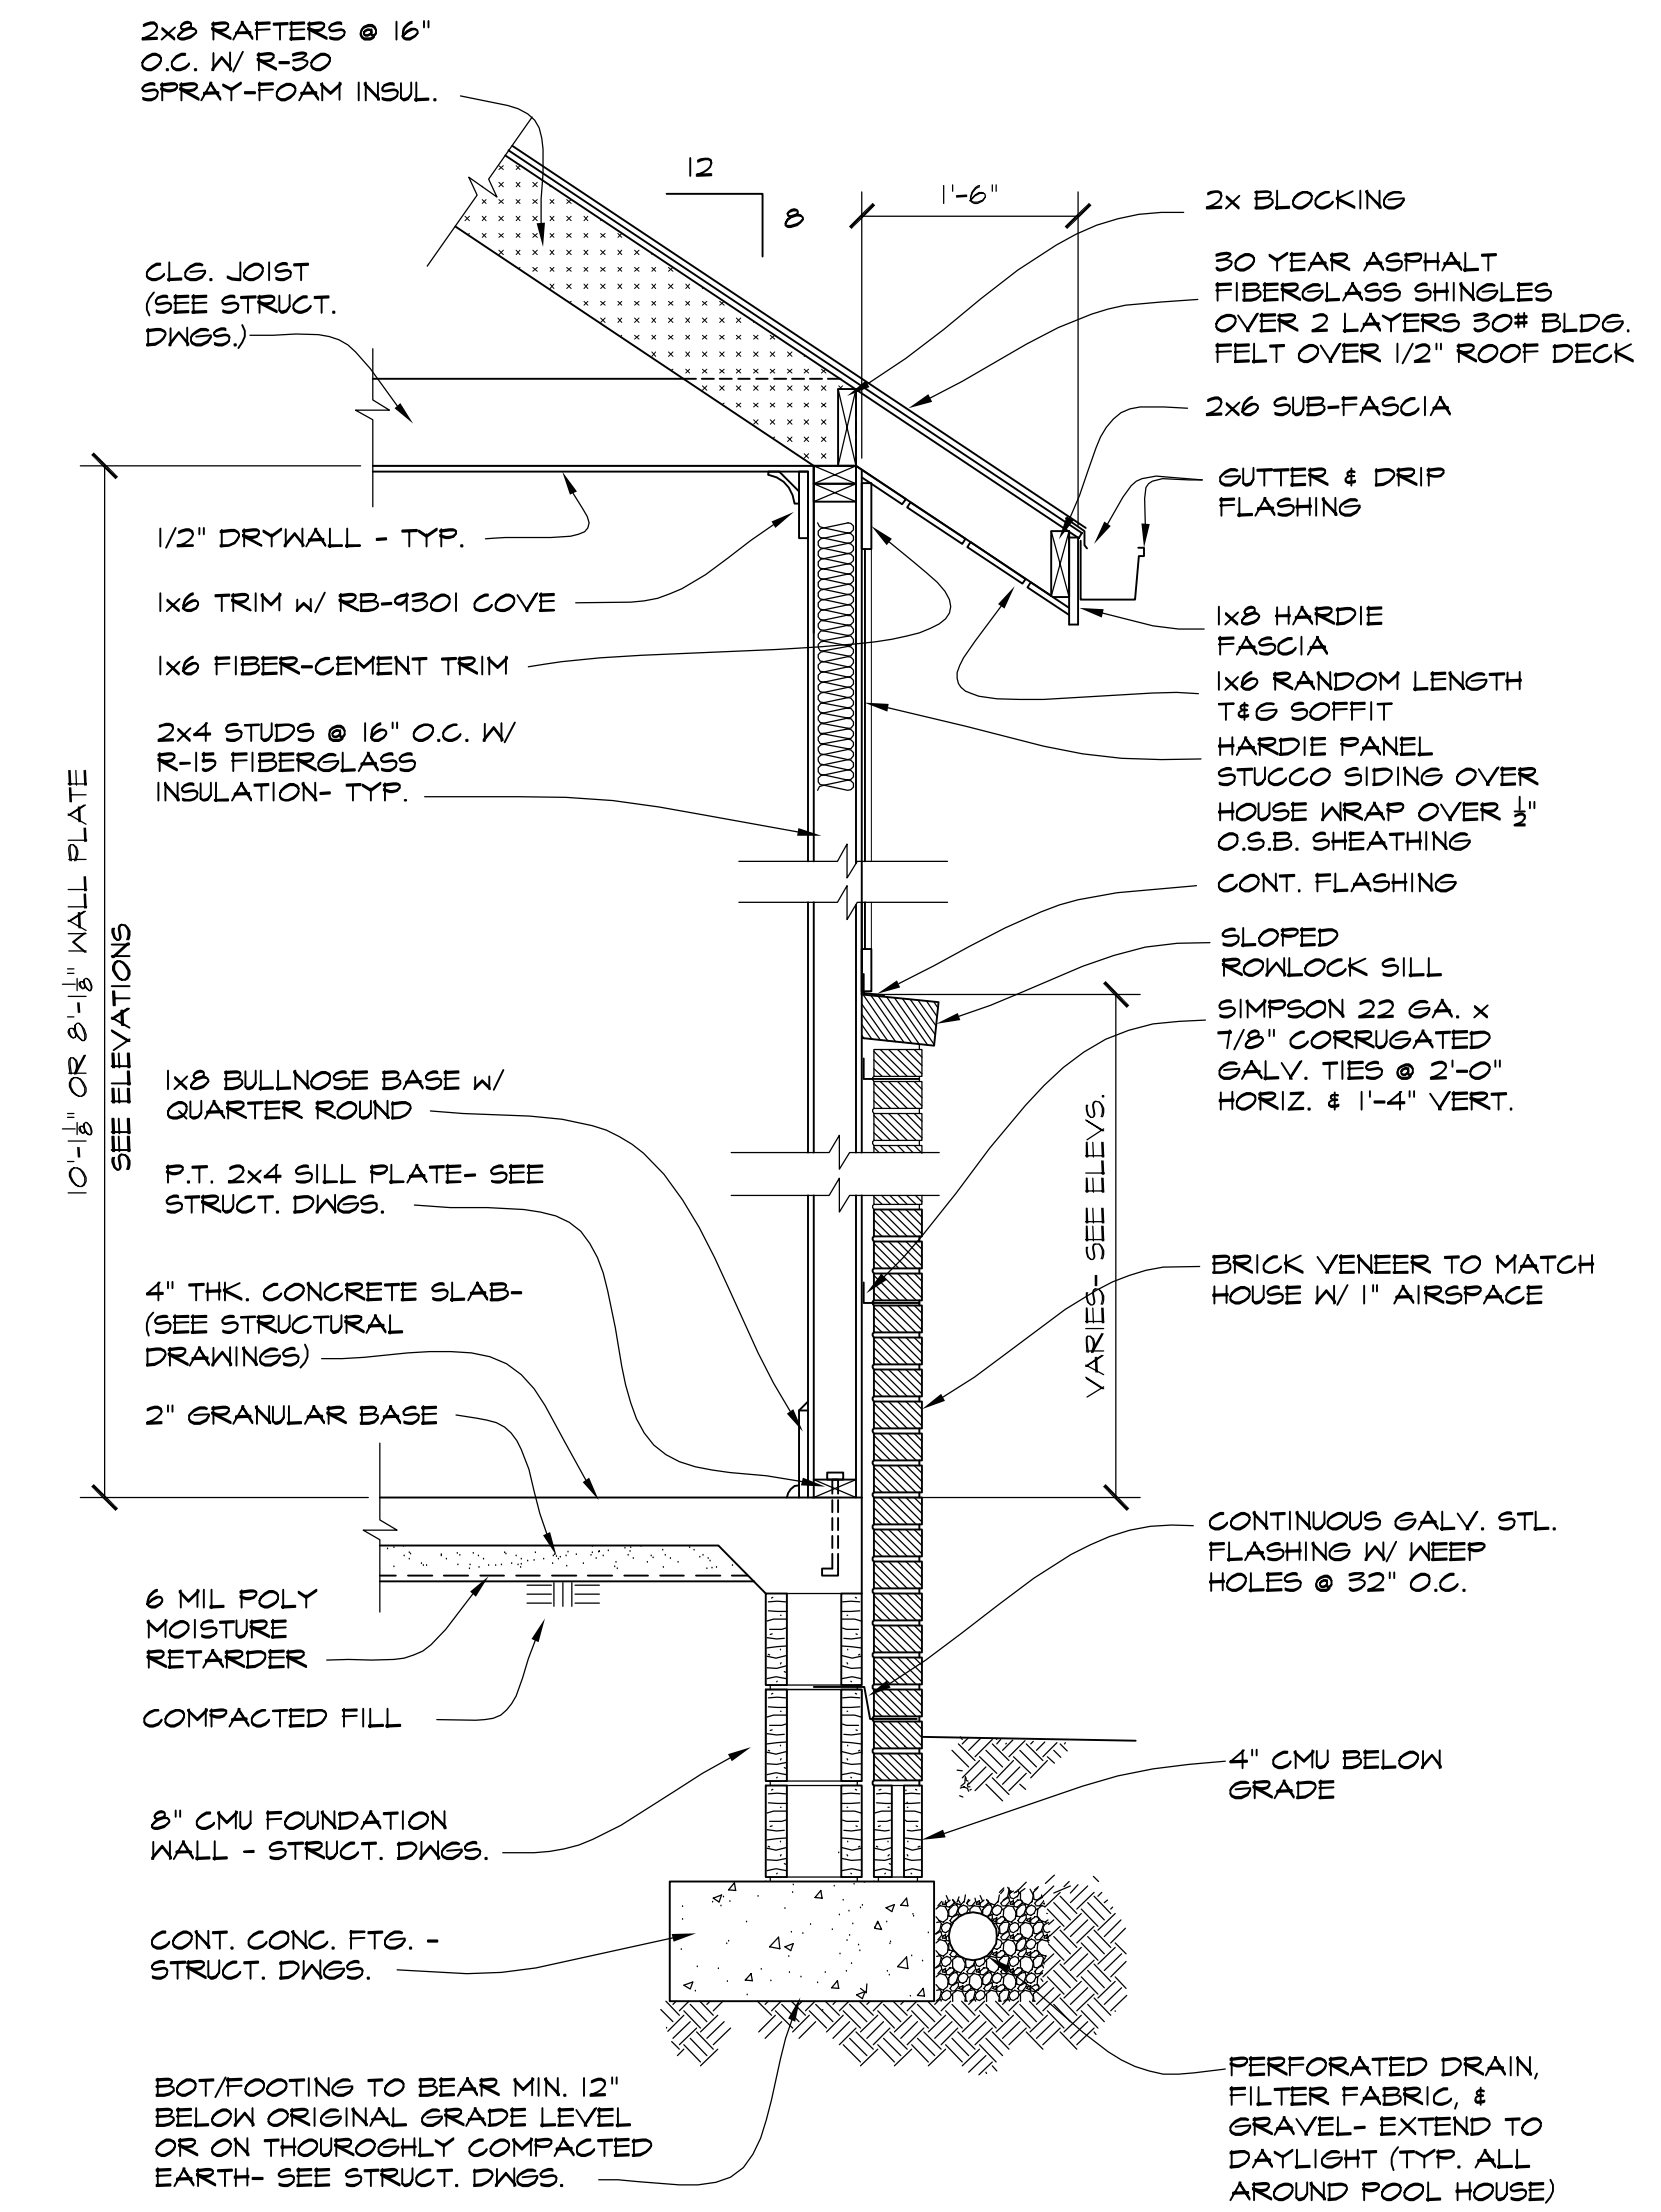 2x8 RAFTERS @ 16"
O.C. W/ R-30
SPRAY-FOAM INSUL.
12
8
1'-6"
2x BLOCKING
30 YEAR ASPHALT
FIBERGLASS SHINGLES
OVER 2 LAYERS 30# BLDG.
FELT OVER 1/2" ROOF DECK
CLG. JOIST
(SEE STRUCT.
DWGS.)
2x6 SUB-FASCIA
GUTTER & DRIP
FLASHING
1/2" DRYWALL - TYP.
1x6 TRIM W/ RB-9301 COVE
1x6 FIBER-CEMENT TRIM
2x4 STUDS @ 16" O.C. W/
R-15 FIBERGLASS
INSULATION- TYP.
1x8 HARDIE
FASCIA
1x6 RANDOM LENGTH
T&G SOFFIT
HARDIE PANEL
STUCCO SIDING OVER
HOUSE WRAP OVER ½"
O.S.B. SHEATHING
CONT. FLASHING
SLOPED
ROWLOCK SILL
SIMPSON 22 GA. x
7/8" CORRUGATED
GALV. TIES @ 2'-0"
HORIZ. & 1'-4" VERT.
10'-1⅛" OR 8'-1⅛" WALL PLATE
SEE ELEVATIONS
1x8 BULLNOSE BASE W/
QUARTER ROUND
P.T. 2x4 SILL PLATE- SEE
STRUCT. DWGS.
VARIES- SEE ELEVS.
BRICK VENEER TO MATCH
HOUSE W/ 1" AIRSPACE
4" THK. CONCRETE SLAB-
(SEE STRUCTURAL
DRAWINGS)
2" GRANULAR BASE
CONTINUOUS GALV. STL.
FLASHING W/ WEEP
HOLES @ 32" O.C.
6 MIL POLY
MOISTURE
RETARDER
COMPACTED FILL
4" CMU BELOW
GRADE
8" CMU FOUNDATION
WALL - STRUCT. DWGS.
CONT. CONC. FTG. -
STRUCT. DWGS.
BOT/FOOTING TO BEAR MIN. 12"
BELOW ORIGINAL GRADE LEVEL
OR ON THOUROGHLY COMPACTED
EARTH- SEE STRUCT. DWGS.
PERFORATED DRAIN,
FILTER FABRIC, &
GRAVEL- EXTEND TO
DAYLIGHT (TYP. ALL
AROUND POOL HOUSE)